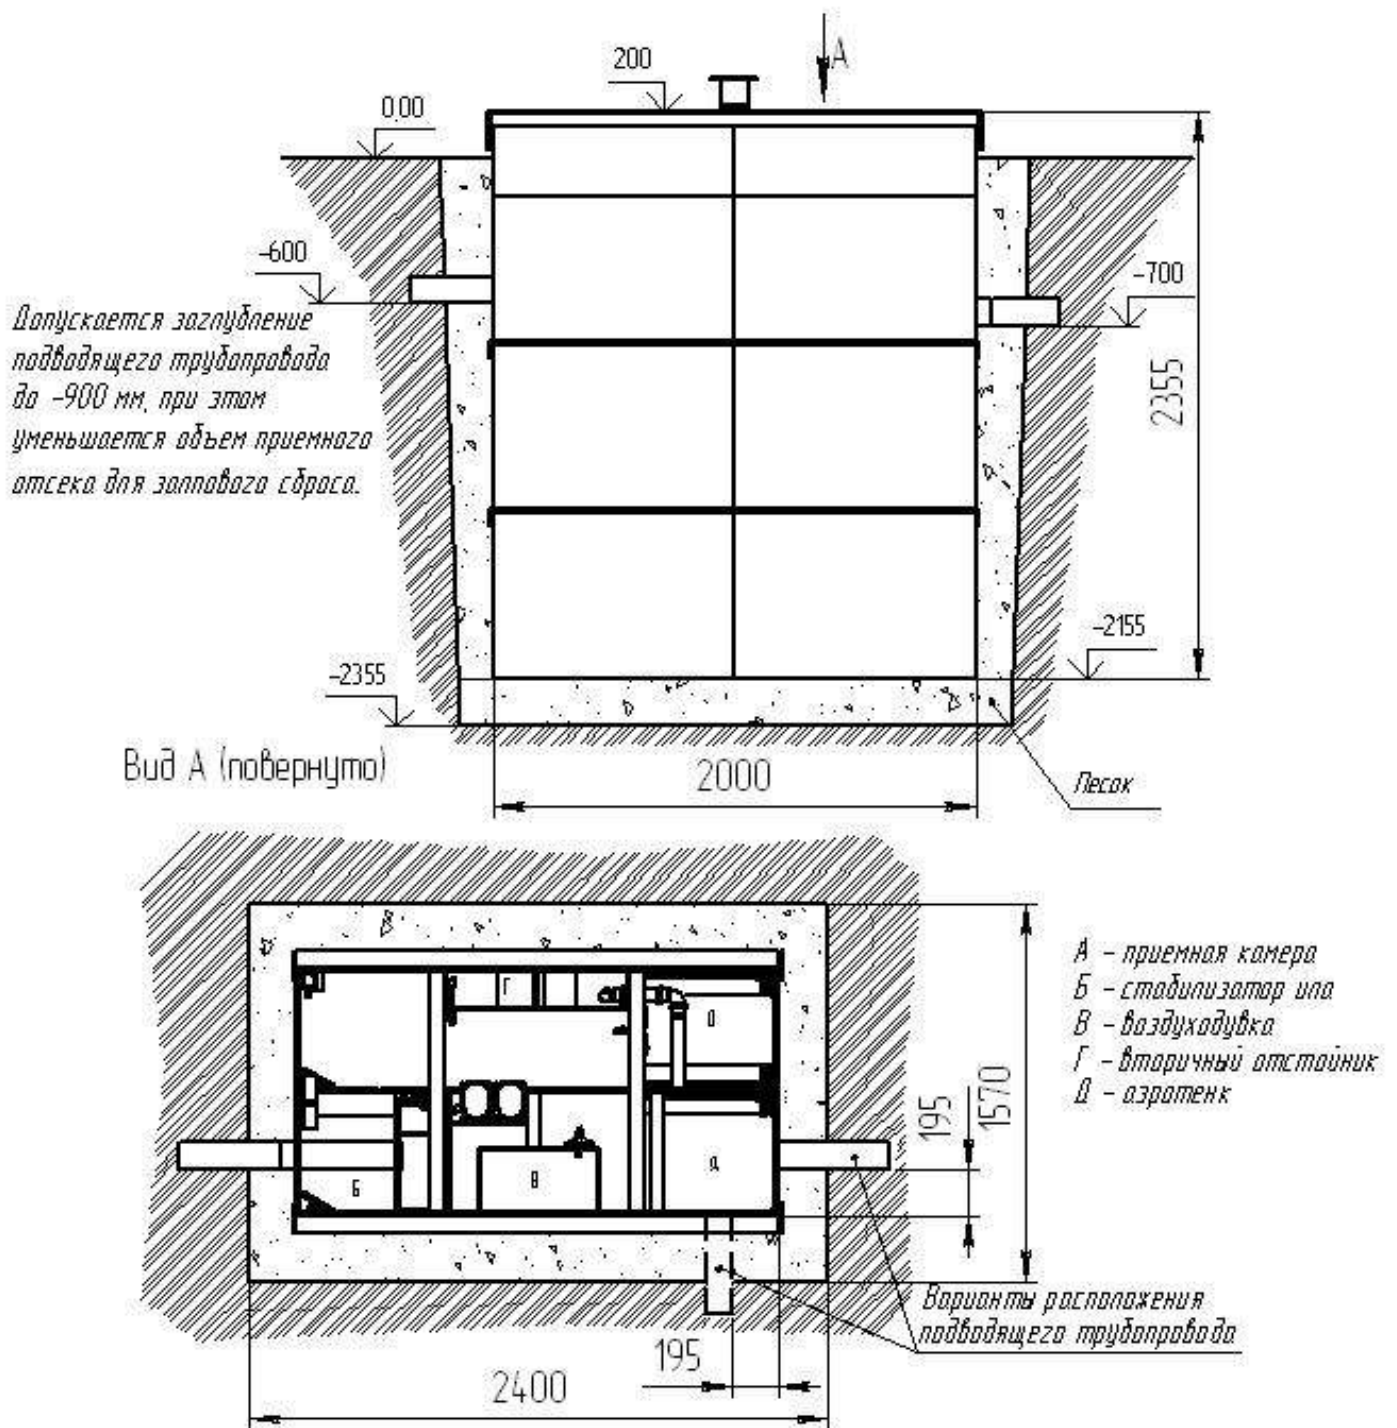 200
А
0.00
-600
-700
Допускается заглубление
подводящего трубопровода
до -900 мм, при этом
уменьшается объем приемного
отсека для залпового сброса.
2355
-2155
-2355
Вид А (повернуто)
2000
Песок
А - приемная камера
Б - стабилизатор ила
В - воздуходувка
Г - вторичный отстойник
Д - аэротенк
Г
Д
Б
В
А
195
1570
Варианты расположения
подводящего трубопровода
195
2400